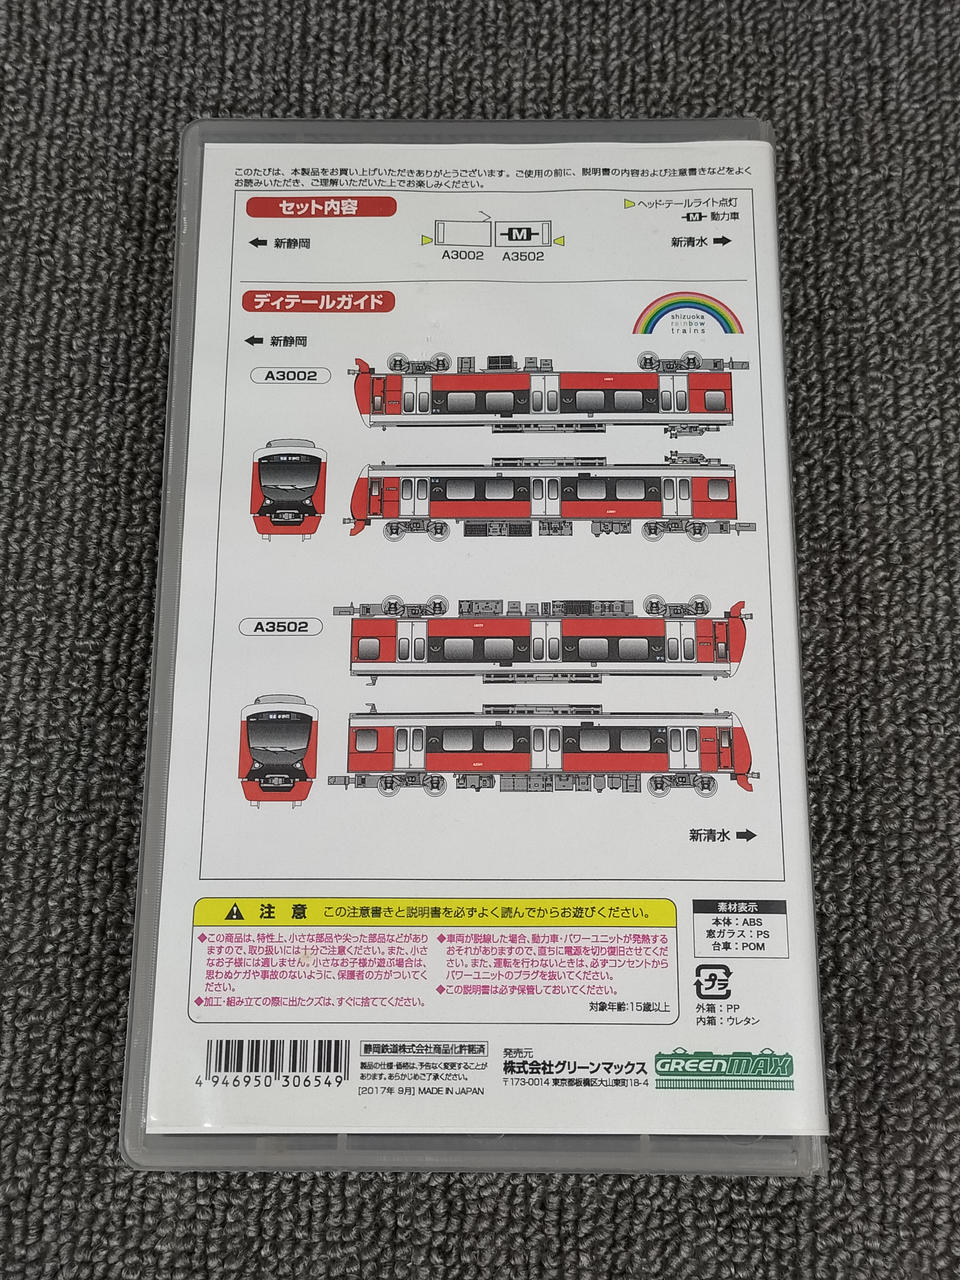 このたびは、本製品をお買い上げいただきありがとうございます。ご使用の前に、説明書の内容および注意書きなどをよく
お読みいただき、ご理解いただいた上でお楽しみください。
セット内容
ヘッド・テールライト点灯
M 動力車
新静岡
M
新清水
A3002 A3502
ディテールガイド
shizuoka
rainbow
trains
新静岡
A3002
A3502
新清水
注 意 この注意書きと説明書を必ずよく読んでからお遊びください。
◆この商品は、特性上、小さな部品や尖った部品などがあり
ますので、取り扱いには十分ご注意ください。また、小さ
なお子様には適しません。小さなお子様が遊ぶ場合は、
思わぬケガや事故のないように、保護者の方がついてく
ださい。
◆加工・組み立ての際に出たクズは、すぐに捨ててください。
◆車両が脱線した場合、動力車・パワーユニットが発熱する
おそれがありますので、直ちに電源を切り復旧させてくだ
さい。また、運転を行わないときは、必ずコンセントから
パワーユニットのプラグを抜いてください。
◆この説明書は必ず保管しておいてください。
対象年齢:15歳以上
素材表示
本体:ABS
窓ガラス:PS
台車:POM
プラ
外箱:PP
内箱:ウレタン
4 946950 306549
静岡鉄道株式会社商品化許諾済
製品の仕様・価格は、予告なく変更することが
あります。あらかじめご了承ください。
[2017年 9月] MADE IN JAPAN
発売元
株式会社グリーンマックス
〒173-0014 東京都板橋区大山東町18-4
GREENMAX